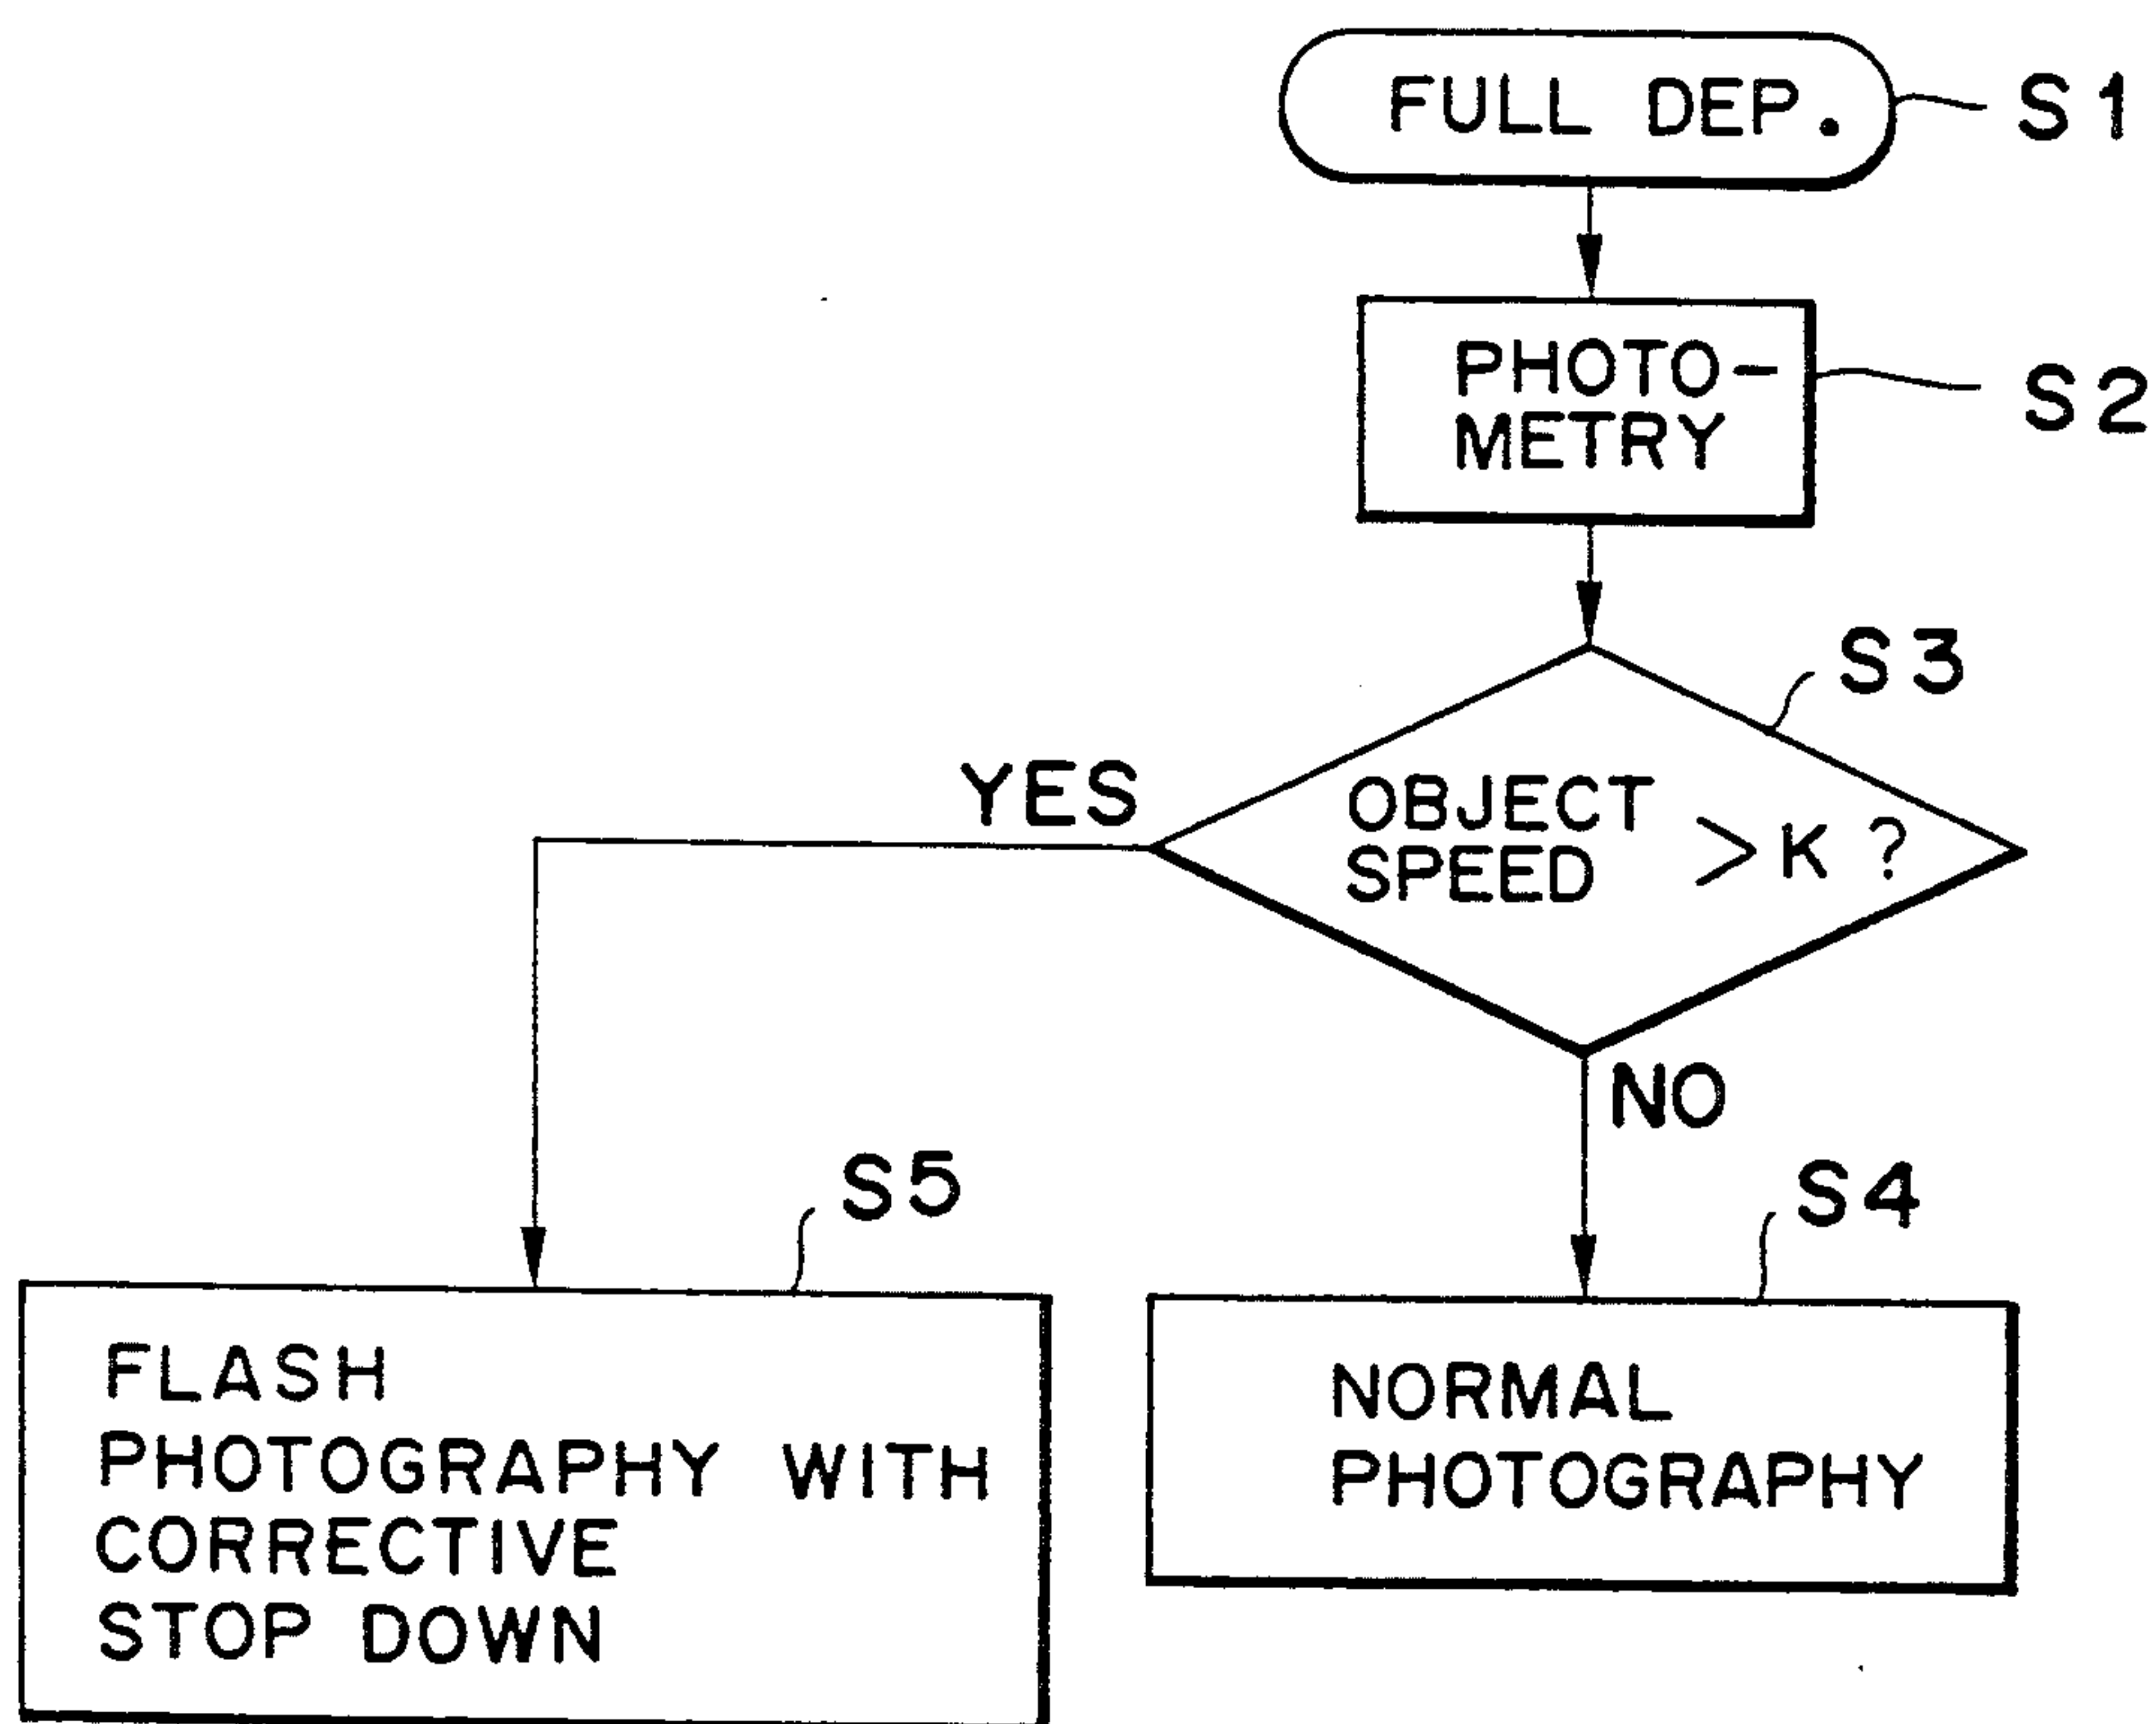 FULL DEP.
S1
PHOTO-
METRY
S2
S3
YES
OBJECT
SPEED
>K ?
NO
S5
S4
FLASH
PHOTOGRAPHY WITH
CORRECTIVE
STOP DOWN
NORMAL
PHOTOGRAPHY